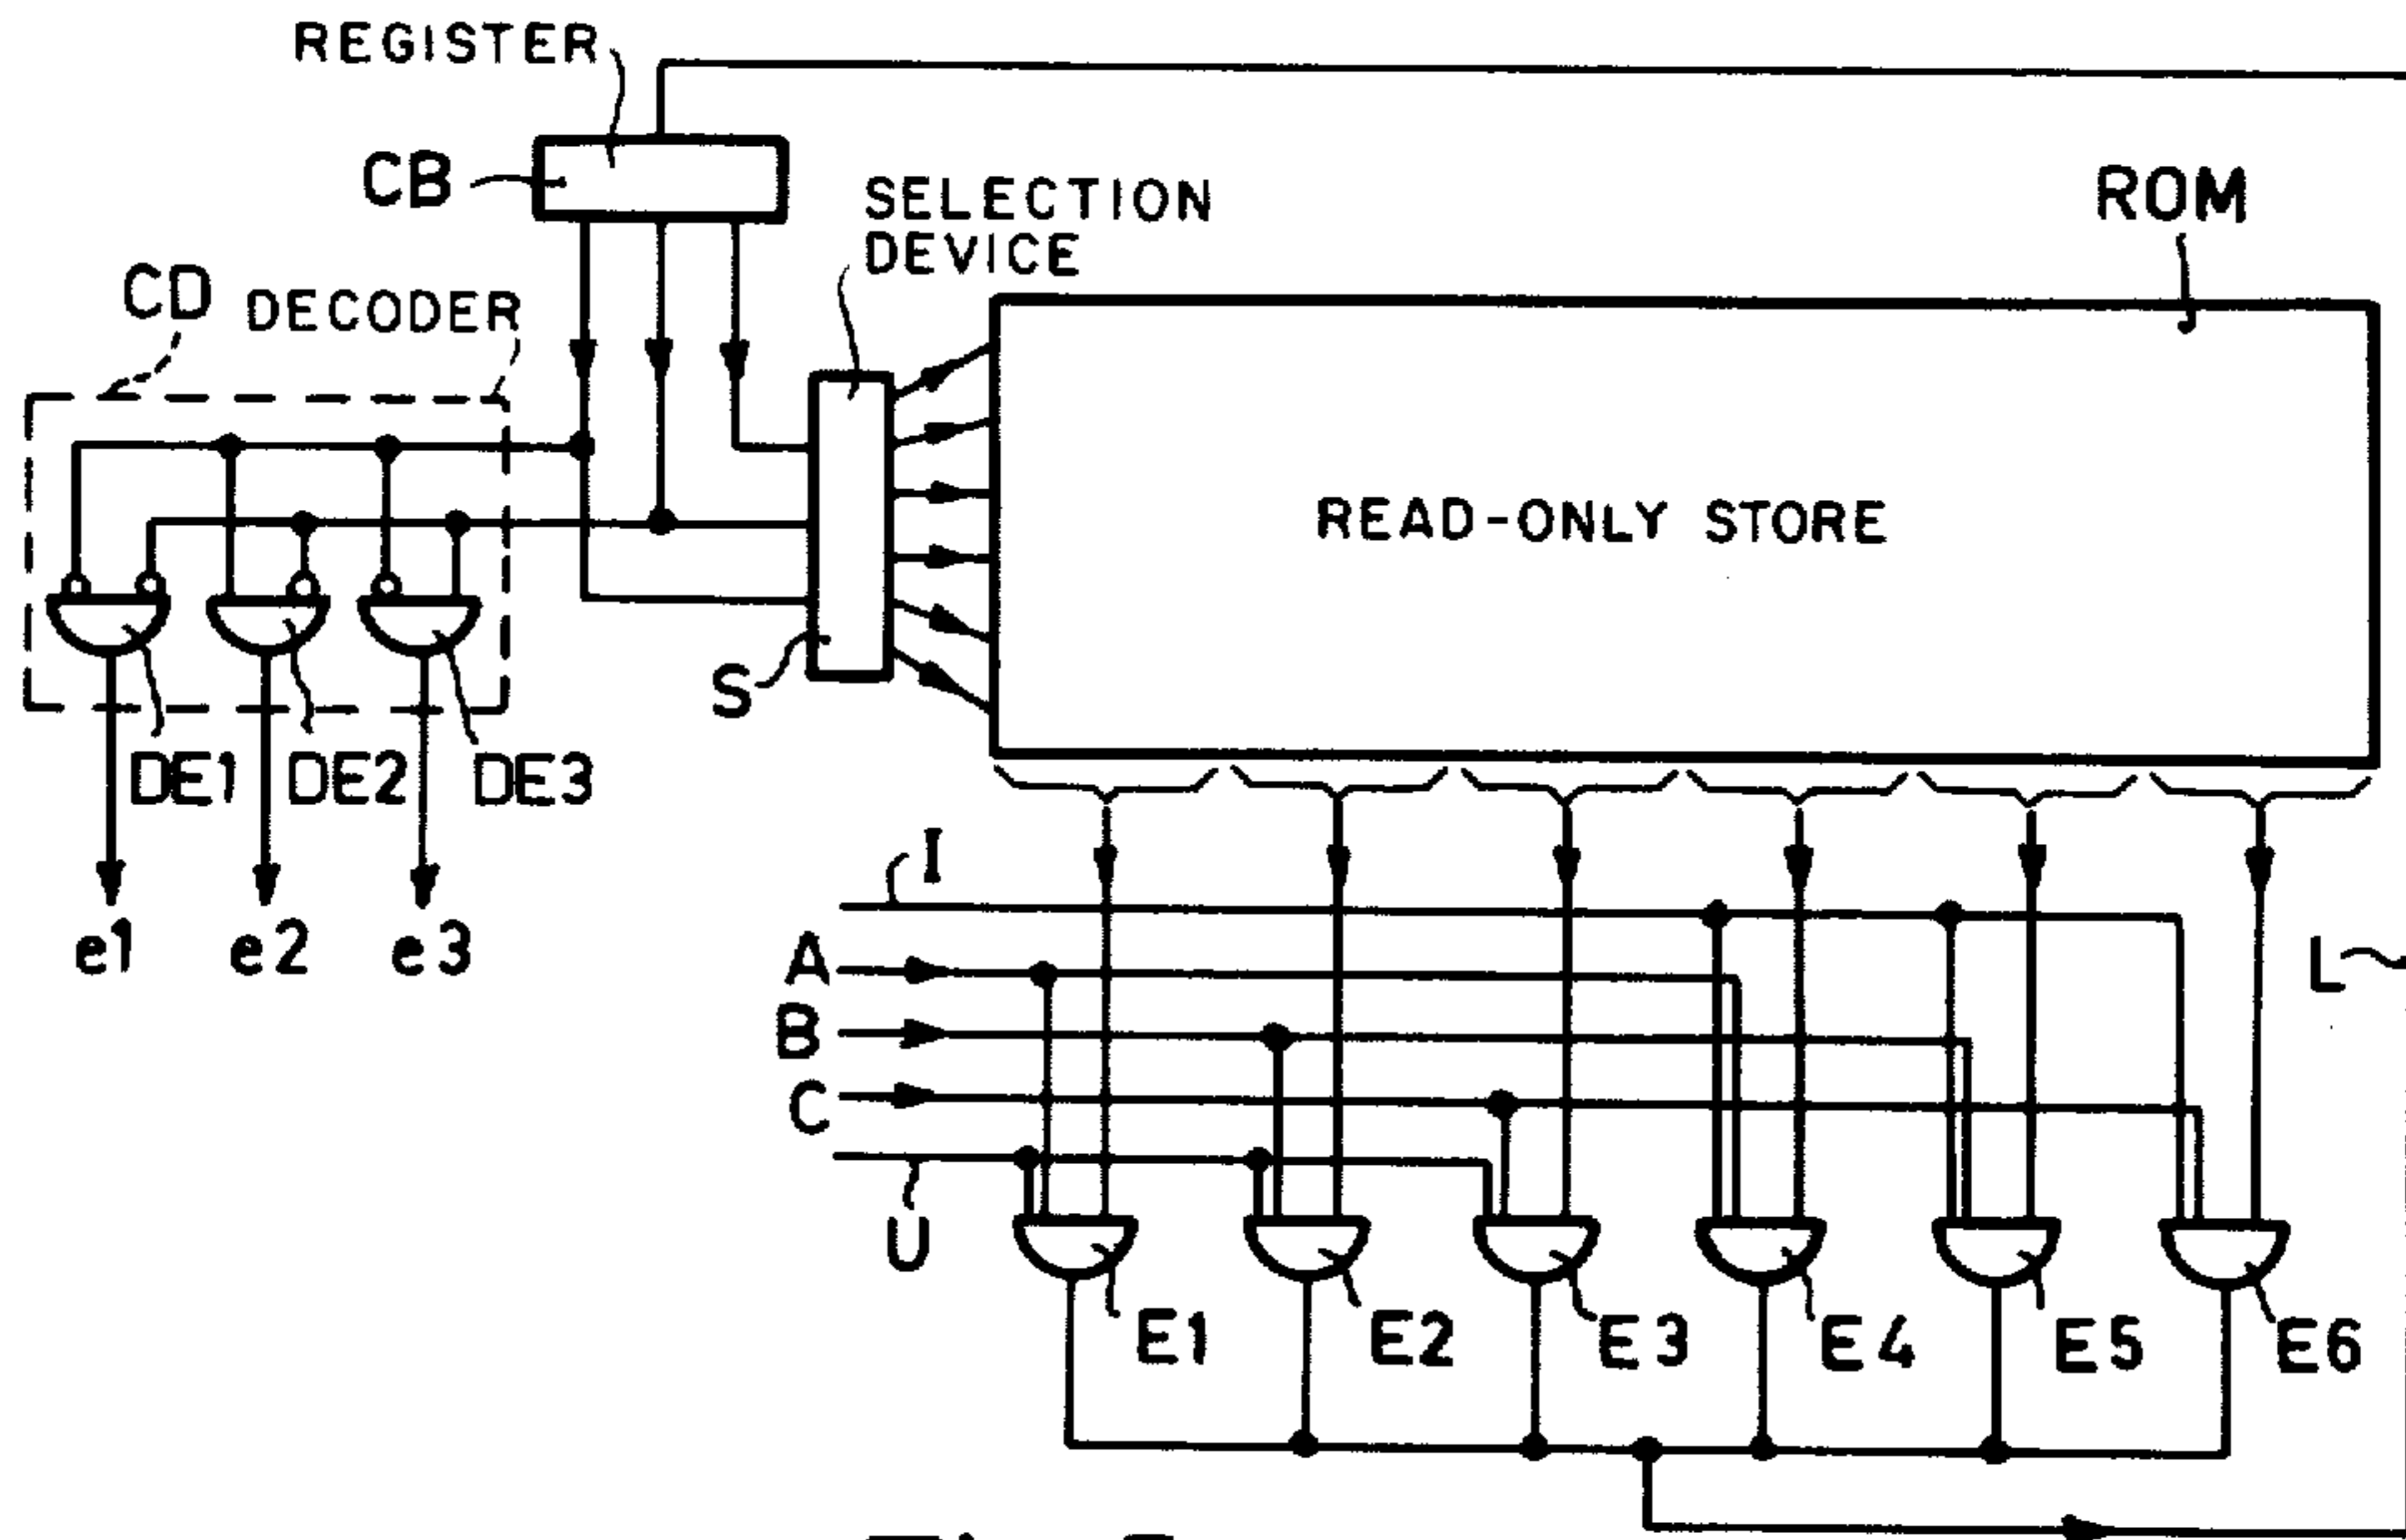 REGISTER
CB
SELECTION
DEVICE
ROM
CD DECODER
READ-ONLY STORE
S
DE1 DE2 DE3
I
e1 e2 e3
A
L
B
C
U
E1 E2 E3 E4 E5 E6